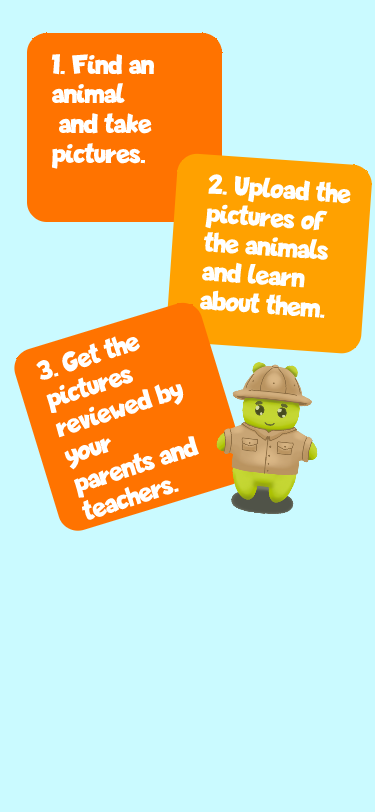 1. Find an
animal
and take
pictures.
2. Upload the
pictures of
the animals
and learn
about them.
3. Get the
pictures
reviewed by
your
parents and
teachers.